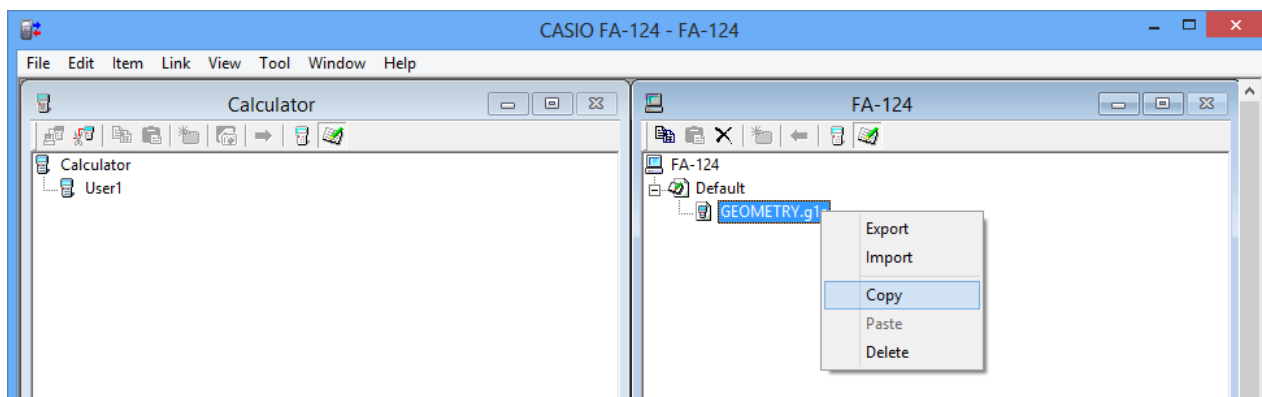 CASIO FA-124 - FA-124
File Edit Item Link View Tool Window Help
Calculator
Calculator
User1
FA-124
FA-124
Default
GEOMETRY.g1
Export
Import
Copy
Paste
Delete